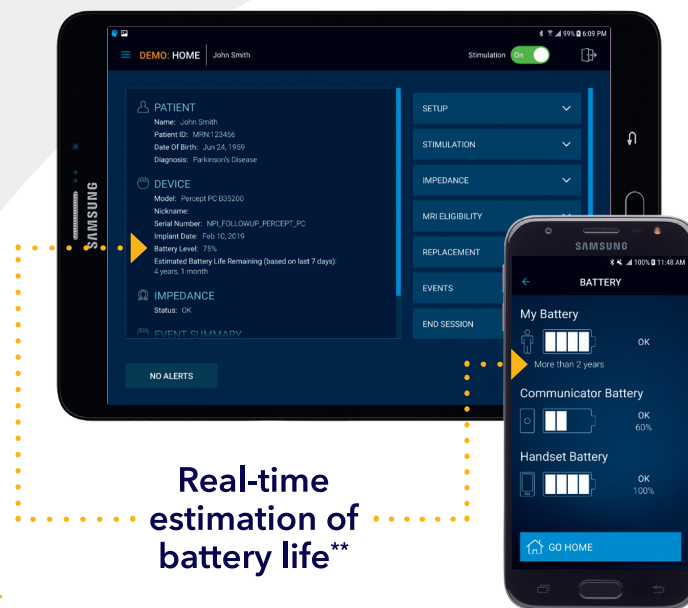 99% 6:09 PM
DEMO: HOME John Smith
Stimulation On
PATIENT
Name: John Smith
Patient ID: MRN:123456
Date Of Birth: Jun 24, 1959
Diagnosis: Parkinson's Disease
DEVICE
Model: Percept PC B35200
Nickname:
Serial Number: NPI_FOLLOWUP_PERCEPT_PC
Implant Date: Feb 10, 2019
Battery Level: 75%
Estimated Battery Life Remaining (based on last 7 days):
4 years, 1 month
IMPEDANCE
Status: OK
EVENT SUMMARY
NO ALERTS
SETUP
STIMULATION
IMPEDANCE
MRI ELIGIBILITY
REPLACEMENT
EVENTS
END SESSION
SAMSUNG
SAMSUNG
100% 11:48 AM
BATTERY
My Battery
OK
More than 2 years
Communicator Battery
OK
60%
Handset Battery
OK
100%
GO HOME
Real-time
estimation of
battery life**